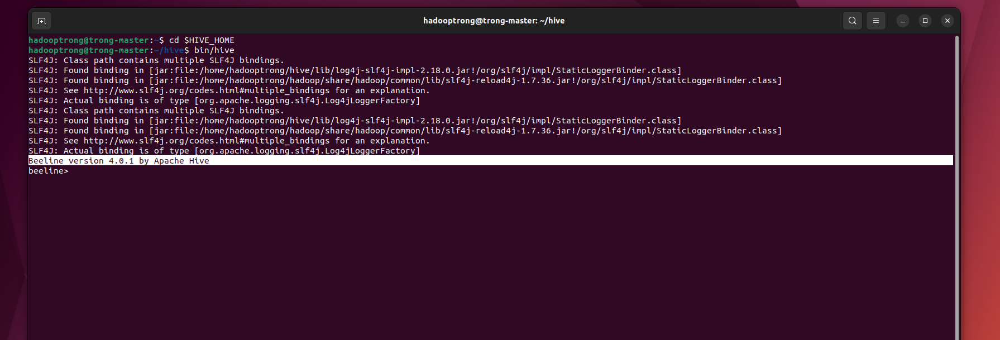 hadooptrong@trong-master: ~/hive
hadooptrong@trong-master:~$ cd $HIVE_HOME
hadooptrong@trong-master:~/hive$ bin/hive
SLF4J: Class path contains multiple SLF4J bindings.
SLF4J: Found binding in [jar:file:/home/hadooptrong/hive/lib/log4j-slf4j-impl-2.18.0.jar!/org/slf4j/impl/StaticLoggerBinder.class]
SLF4J: Found binding in [jar:file:/home/hadooptrong/hadoop/share/hadoop/common/lib/slf4j-reload4j-1.7.36.jar!/org/slf4j/impl/StaticLoggerBinder.class]
SLF4J: See http://www.slf4j.org/codes.html#multiple_bindings for an explanation.
SLF4J: Actual binding is of type [org.apache.logging.slf4j.Log4jLoggerFactory]
SLF4J: Class path contains multiple SLF4J bindings.
SLF4J: Found binding in [jar:file:/home/hadooptrong/hive/lib/log4j-slf4j-impl-2.18.0.jar!/org/slf4j/impl/StaticLoggerBinder.class]
SLF4J: Found binding in [jar:file:/home/hadooptrong/hadoop/share/hadoop/common/lib/slf4j-reload4j-1.7.36.jar!/org/slf4j/impl/StaticLoggerBinder.class]
SLF4J: See http://www.slf4j.org/codes.html#multiple_bindings for an explanation.
SLF4J: Actual binding is of type [org.apache.logging.slf4j.Log4jLoggerFactory]
Beeline version 4.0.1 by Apache Hive
beeline>